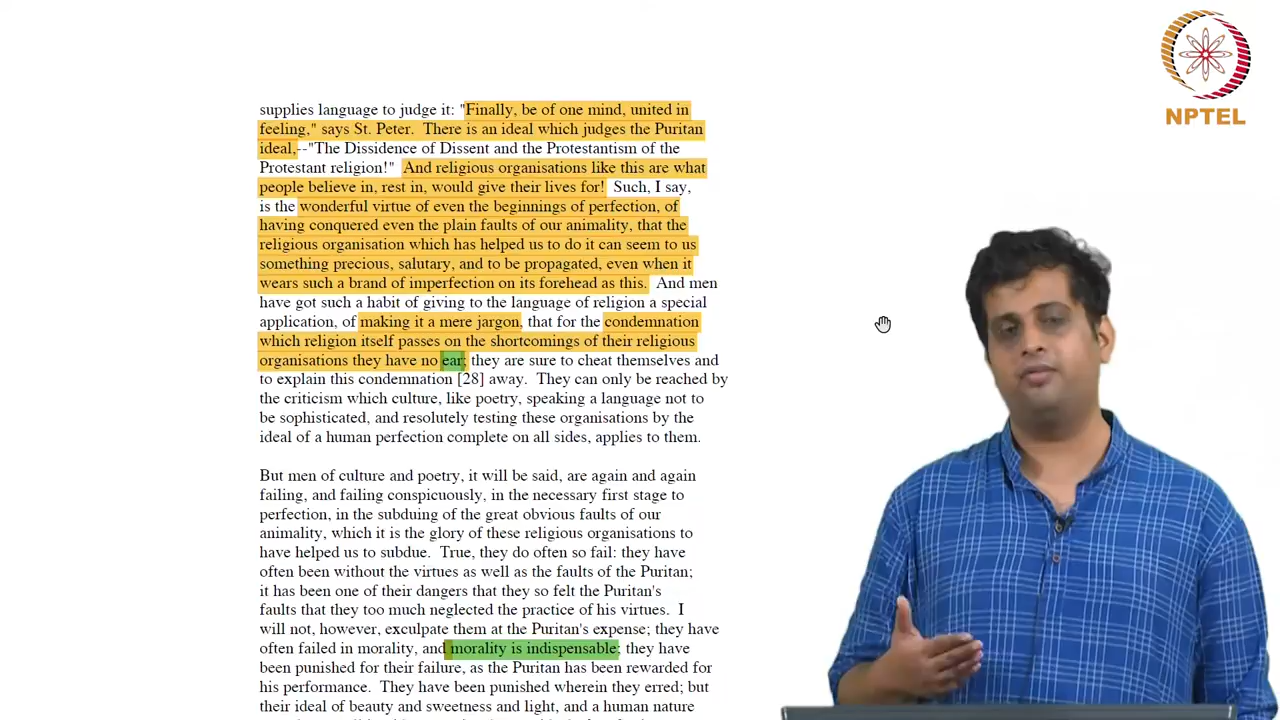 NPTEL
supplies language to judge it: "Finally, be of one mind, united in
feeling," says St. Peter.  There is an ideal which judges the Puritan
ideal,--"The Dissidence of Dissent and the Protestantism of the
Protestant religion!"  And religious organisations like this are what
people believe in, rest in, would give their lives for!  Such, I say,
is the wonderful virtue of even the beginnings of perfection, of
having conquered even the plain faults of our animality, that the
religious organisation which has helped us to do it can seem to us
something precious, salutary, and to be propagated, even when it
wears such a brand of imperfection on its forehead as this.  And men
have got such a habit of giving to the language of religion a special
application, of making it a mere jargon, that for the condemnation
which religion itself passes on the shortcomings of their religious
organisations they have no ear; they are sure to cheat themselves and
to explain this condemnation [28] away.  They can only be reached by
the criticism which culture, like poetry, speaking a language not to
be sophisticated, and resolutely testing these organisations by the
ideal of a human perfection complete on all sides, applies to them.
But men of culture and poetry, it will be said, are again and again
failing, and failing conspicuously, in the necessary first stage to
perfection, in the subduing of the great obvious faults of our
animality, which it is the glory of these religious organisations to
have helped us to subdue.  True, they do often so fail: they have
often been without the virtues as well as the faults of the Puritan;
it has been one of their dangers that they so felt the Puritan's
faults that they too much neglected the practice of his virtues.  I
will not, however, exculpate them at the Puritan's expense; they have
often failed in morality, and morality is indispensable; they have
been punished for their failure, as the Puritan has been rewarded for
his performance.  They have been punished wherein they erred; but
their ideal of beauty and sweetness and light, and a human nature